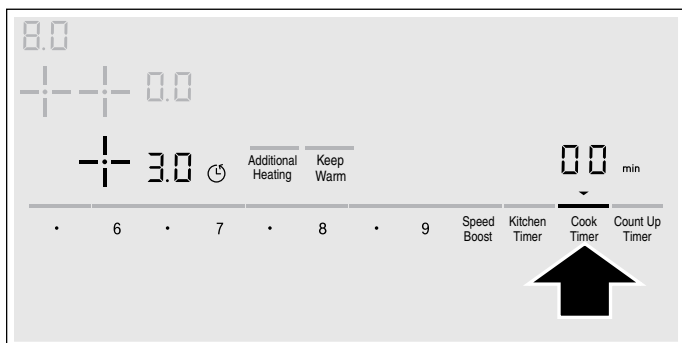 8.0
0.0
3.0 Additional Heating Keep Warm 00 min
· 6 · 7 · 8 · 9 Speed Boost Kitchen Timer Cook Timer Count Up Timer